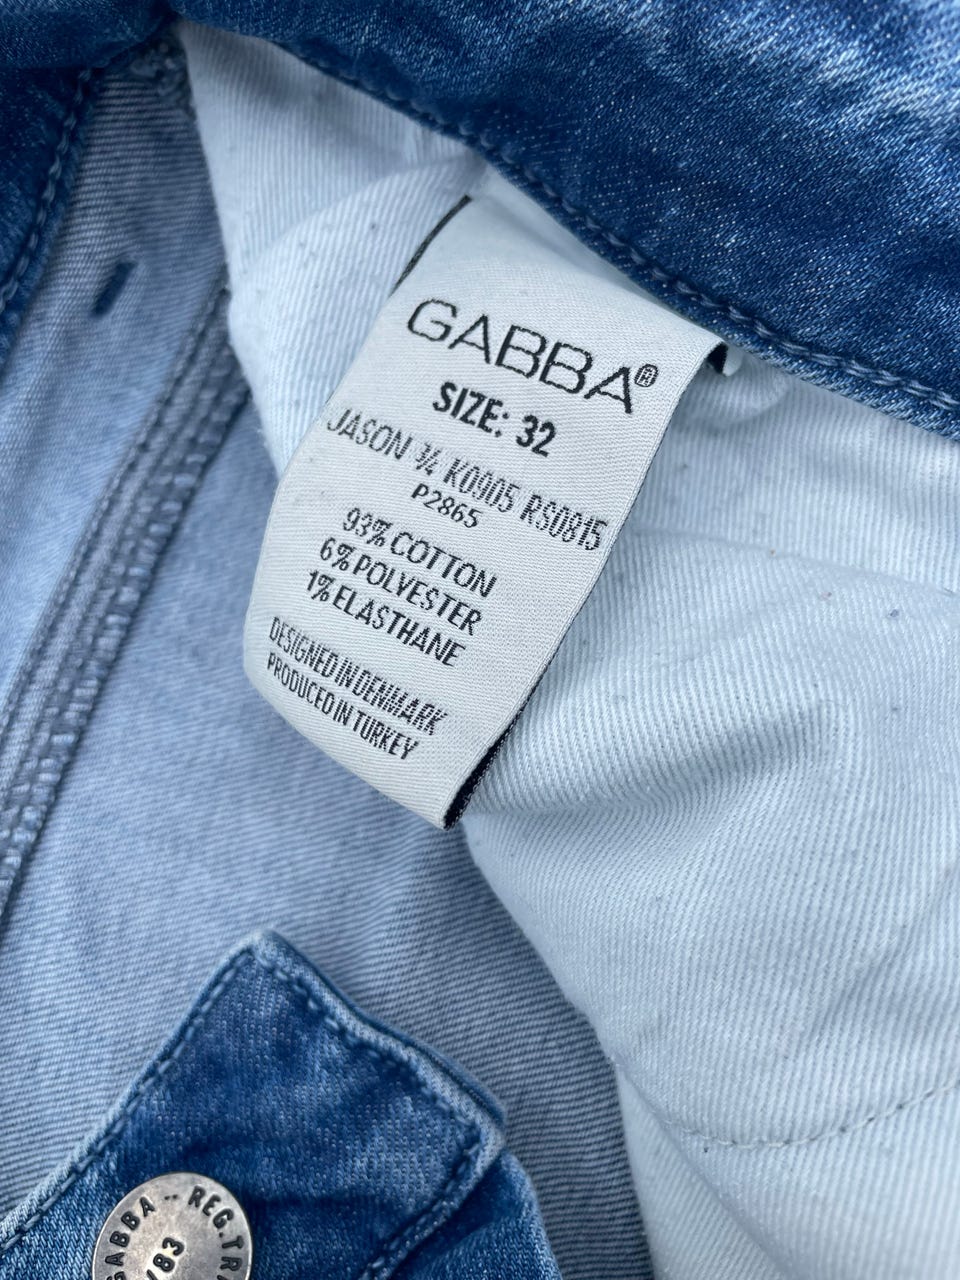 GABBA®
SIZE: 32
JASON ¾ K0905 RS0815
P2865
93% COTTON
6% POLYESTER
1% ELASTHANE
DESIGNED IN DENMARK
PRODUCED IN TURKEY
GABBA -- REG.TR
/83